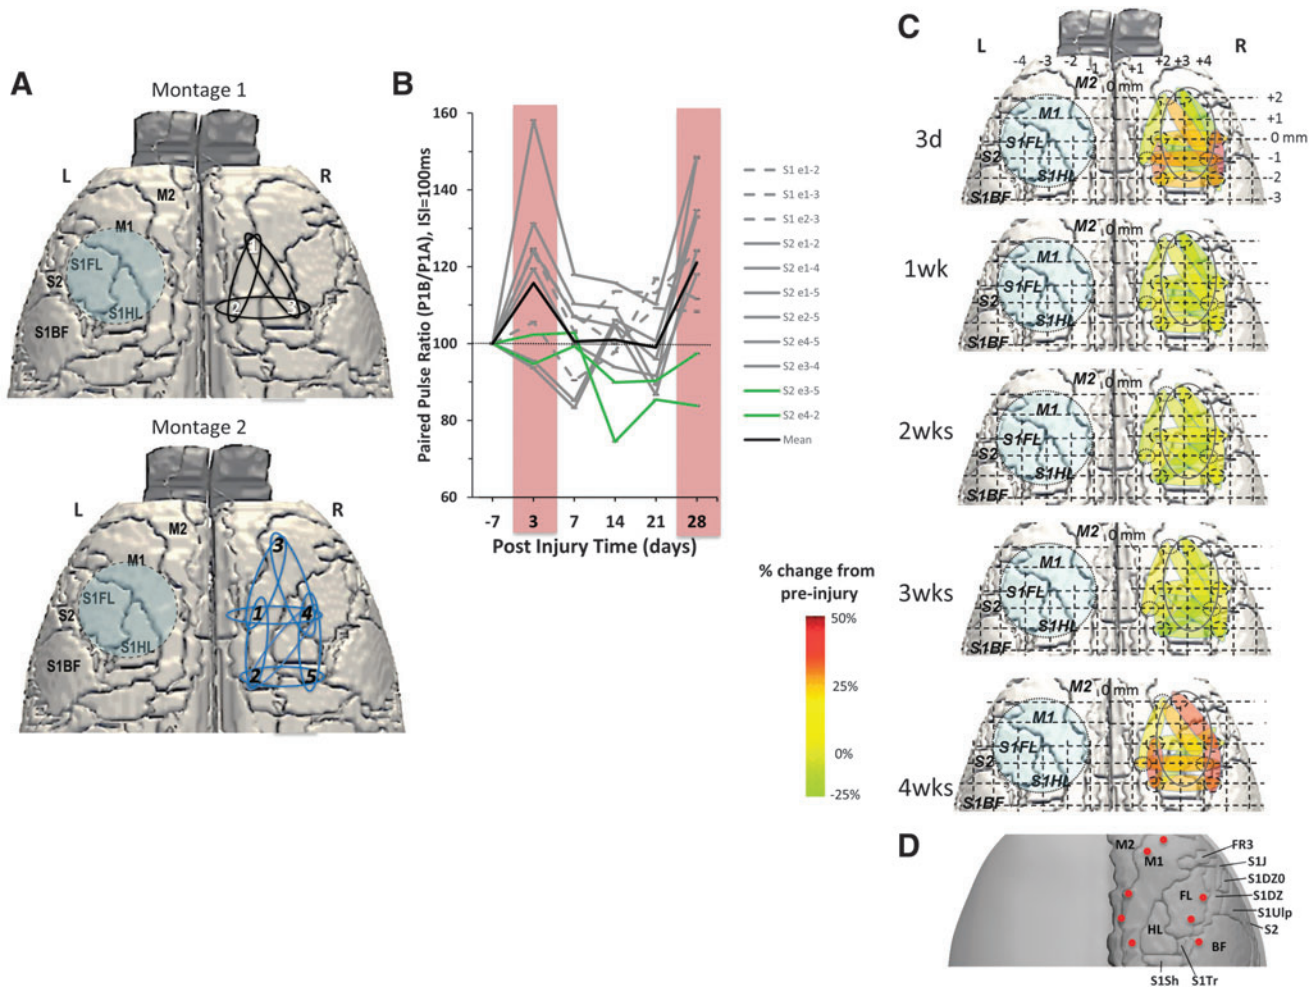 A
Montage 1
L
R
M2
M1
S1FL
S2
S1HL
S1BF
Montage 2
L
R
M2
3
M1
S1FL
1
4
S2
S1HL
S1BF
2
5
B
Paired Pulse Ratio (P1B/P1A), ISI=100ms
160
140
120
100
80
60
-7
3
7
14
21
28
Post Injury Time (days)
S1 e1-2
S1 e1-3
S1 e2-3
S2 e1-2
S2 e1-4
S2 e1-5
S2 e2-5
S2 e4-5
S2 e3-4
S2 e3-5
S2 e4-2
Mean
% change from
pre-injury
50%
25%
0%
-25%
C
L
R
-4 -3 -2 -1 +1 +2 +3 +4
M2 0 mm
+2
+1
0 mm
-1
-2
-3
3d
M1
S1FL
S2
S1HL
S1BF
1wk
M2 0 mm
M1
S1FL
S2
S1HL
S1BF
2wks
M2 0 mm
M1
S1FL
S2
S1HL
S1BF
3wks
M2 0 mm
M1
S1FL
S2
S1HL
S1BF
4wks
M2 0 mm
M1
S1FL
S2
S1HL
S1BF
D
M2
M1
FR3
S1J
S1DZ0
FL
S1DZ
S1Ulp
HL
S2
BF
S1Sh
S1Tr